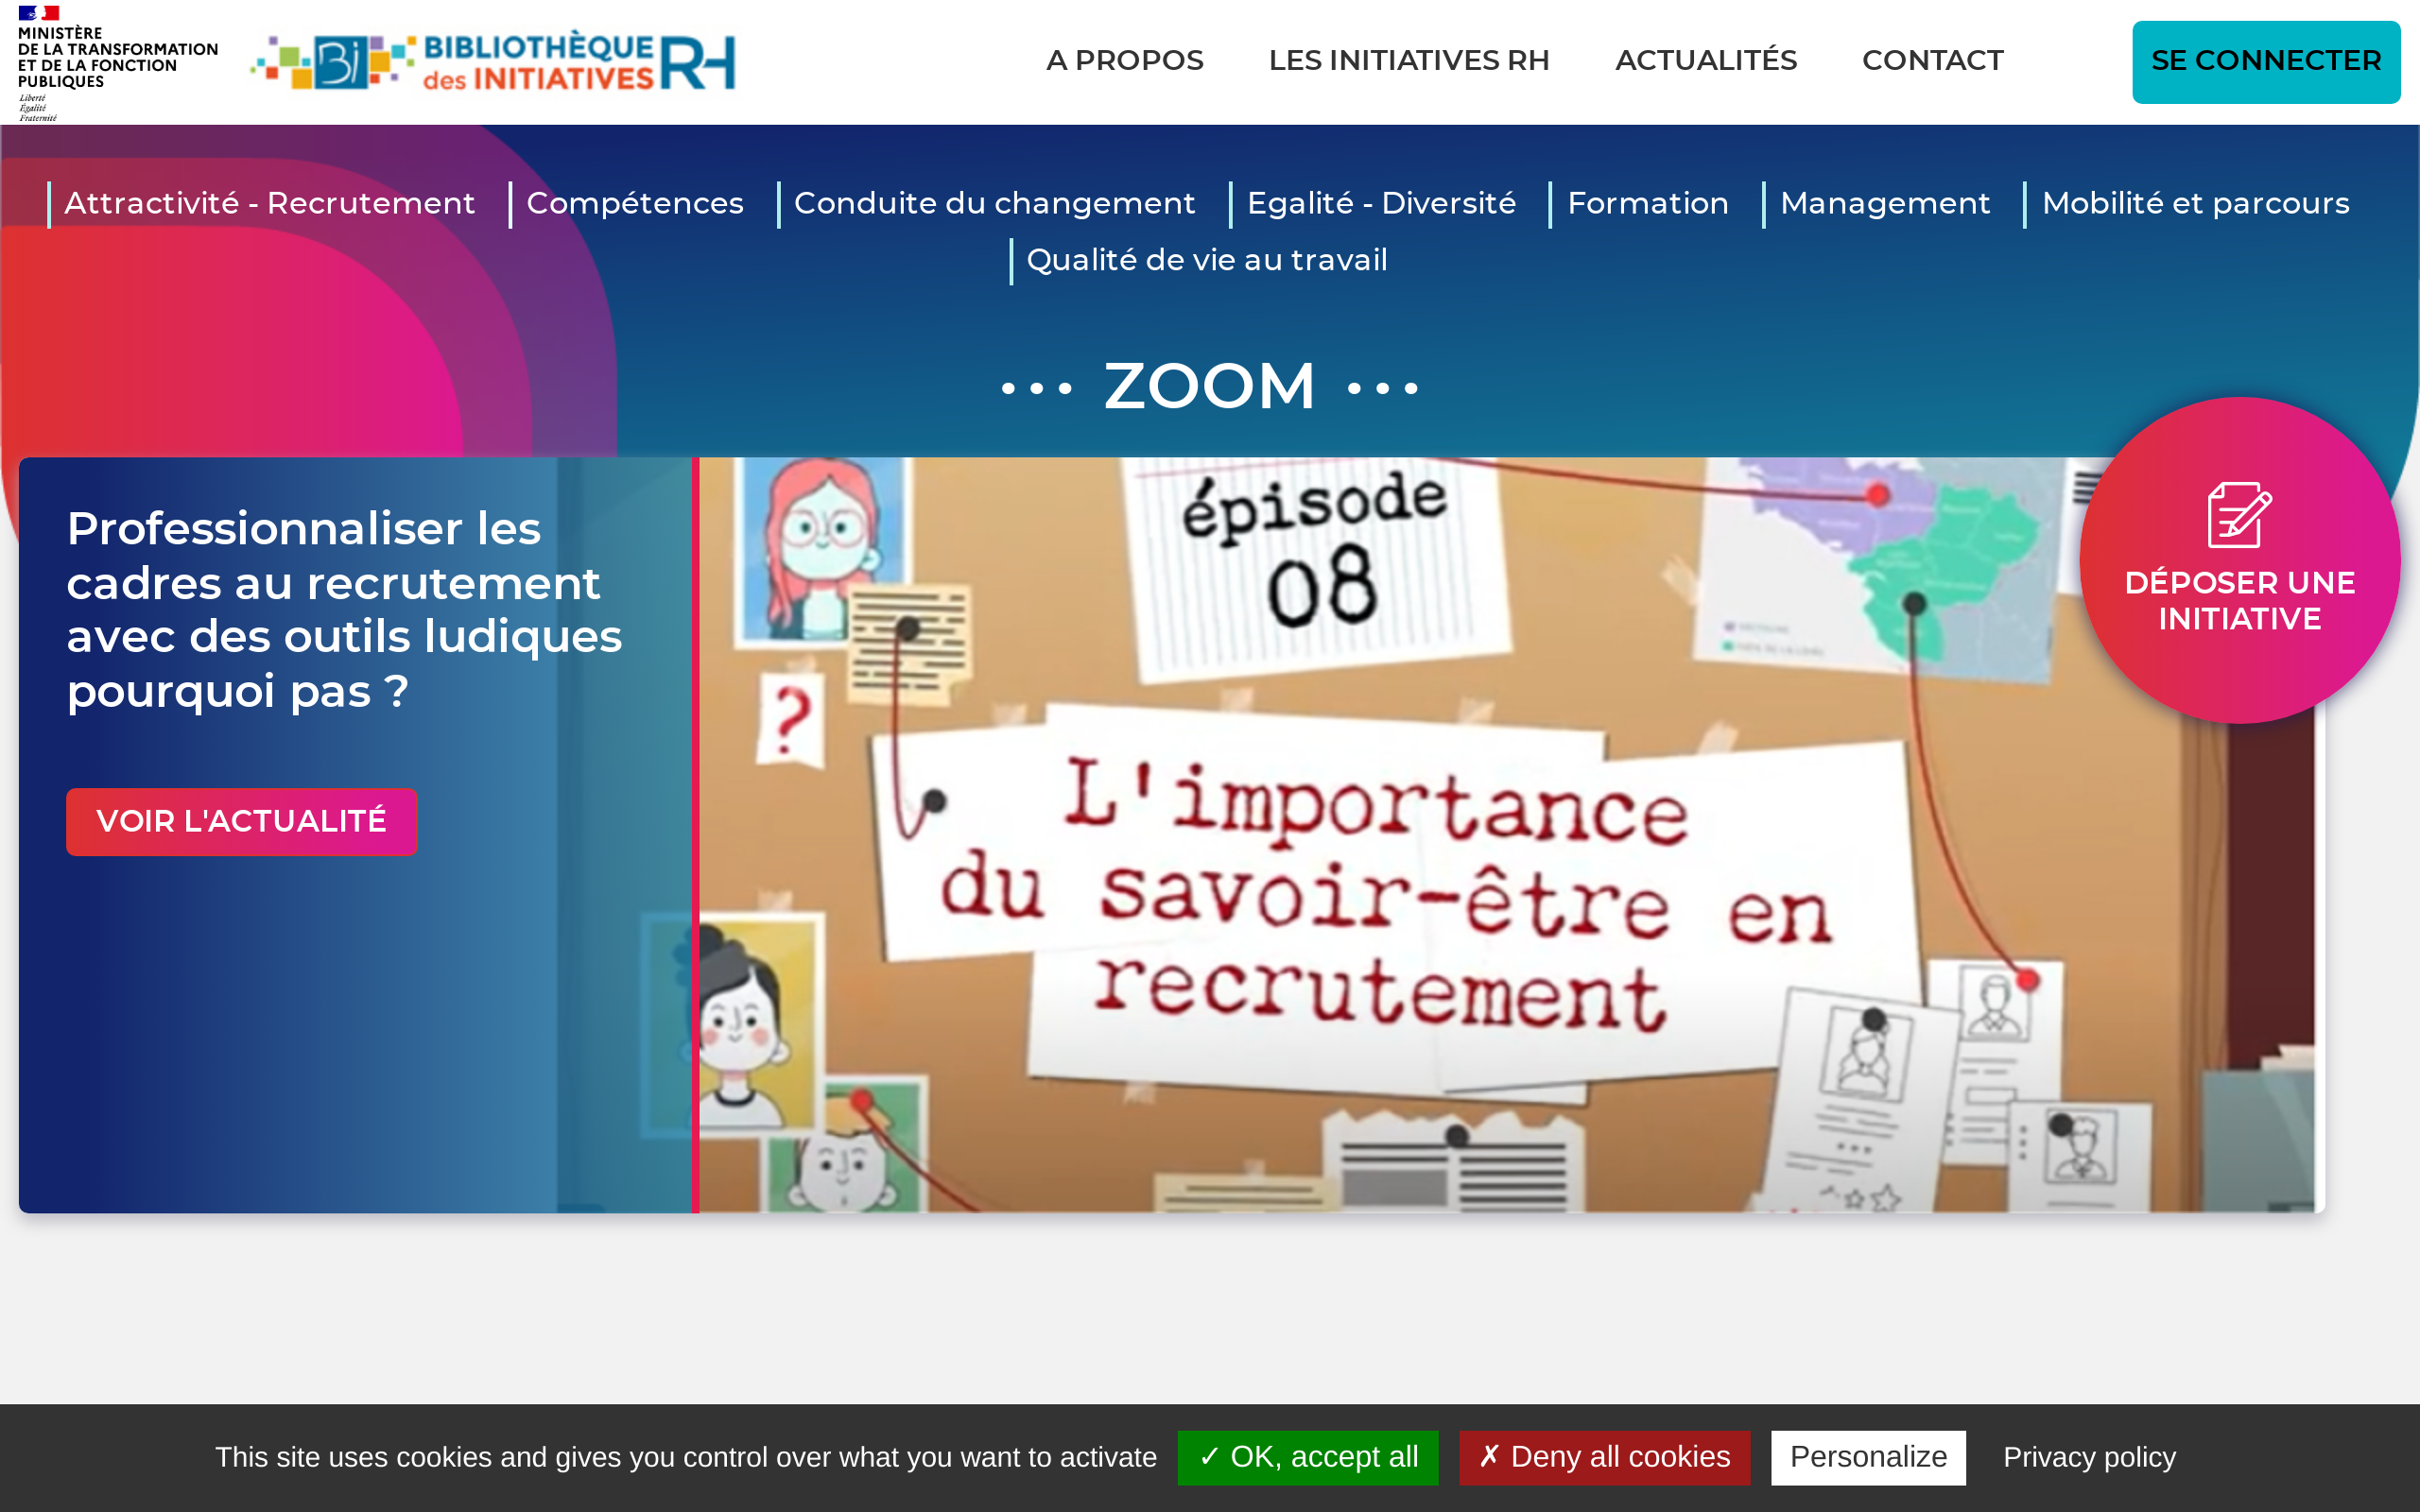 MINISTÈRE
DE LA TRANSFORMATION
ET DE LA FONCTION
PUBLIQUES
Liberté
Égalité
Fraternité
Bi
BIBLIOTHÈQUE
des INITIATIVES RH
A PROPOS LES INITIATIVES RH ACTUALITÉS CONTACT SE CONNECTER
Attractivité - Recrutement Compétences Conduite du changement Egalité - Diversité Formation Management Mobilité et parcours
Qualité de vie au travail
ZOOM
Professionnaliser les
cadres au recrutement
avec des outils ludiques
pourquoi pas ?
VOIR L'ACTUALITÉ
épisode
08
?
L'importance
du savoir-être en
recrutement
DÉPOSER UNE
INITIATIVE
This site uses cookies and gives you control over what you want to activate ✓ OK, accept all ✗ Deny all cookies Personalize Privacy policy